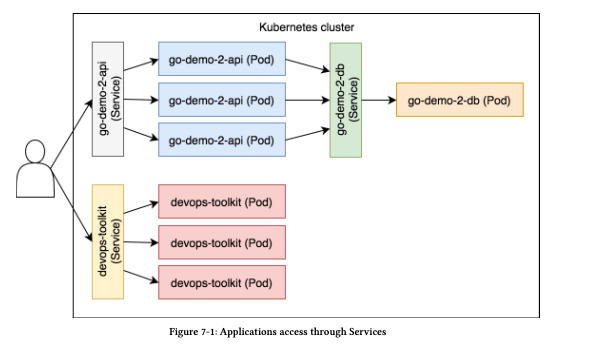 Kubernetes cluster
go-demo-2-api
(Service)
go-demo-2-api (Pod)
go-demo-2-api (Pod)
go-demo-2-api (Pod)
go-demo-2-db
(Service)
go-demo-2-db (Pod)
devops-toolkit
(Service)
devops-toolkit (Pod)
devops-toolkit (Pod)
devops-toolkit (Pod)
Figure 7-1: Applications access through Services